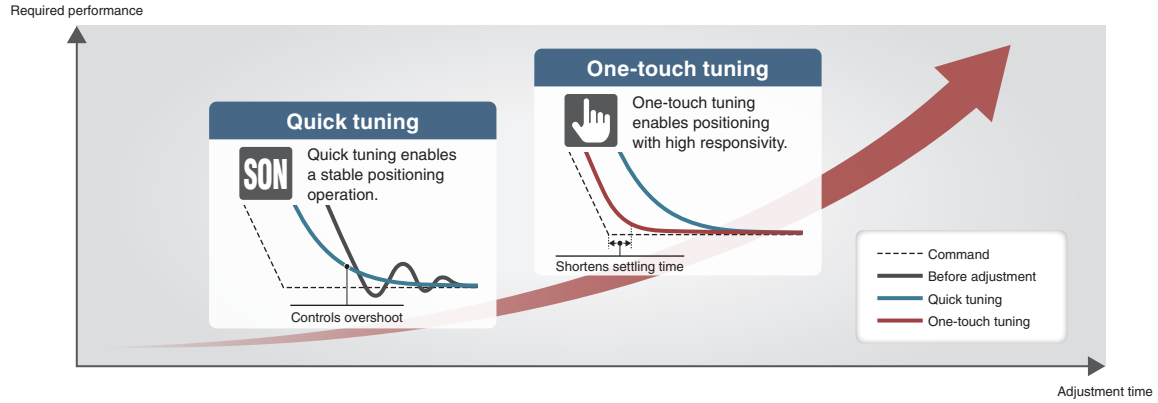 Required performance
Quick tuning
SON
Quick tuning enables
a stable positioning
operation.
Controls overshoot
One-touch tuning
One-touch tuning
enables positioning
with high responsivity.
Shortens settling time
Command
Before adjustment
Quick tuning
One-touch tuning
Adjustment time